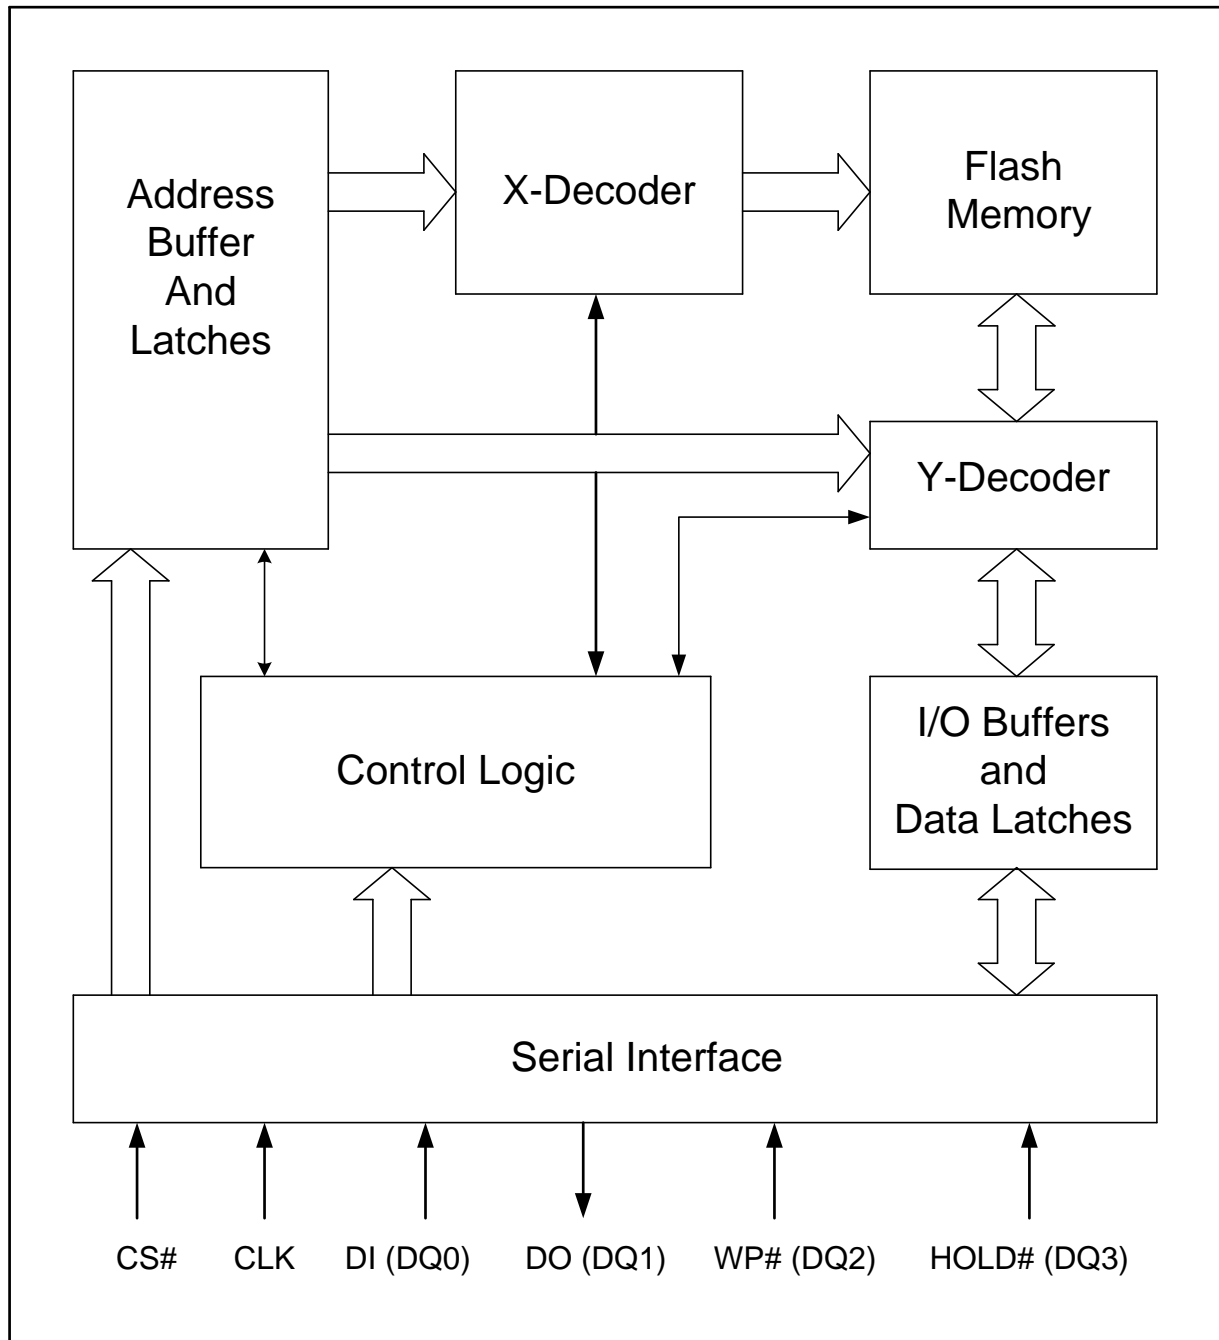 Address
Buffer
And
Latches
X-Decoder
Flash
Memory
Y-Decoder
Control Logic
I/O Buffers
and
Data Latches
Serial Interface
CS#
CLK
DI (DQ0)
DO (DQ1)
WP# (DQ2)
HOLD# (DQ3)